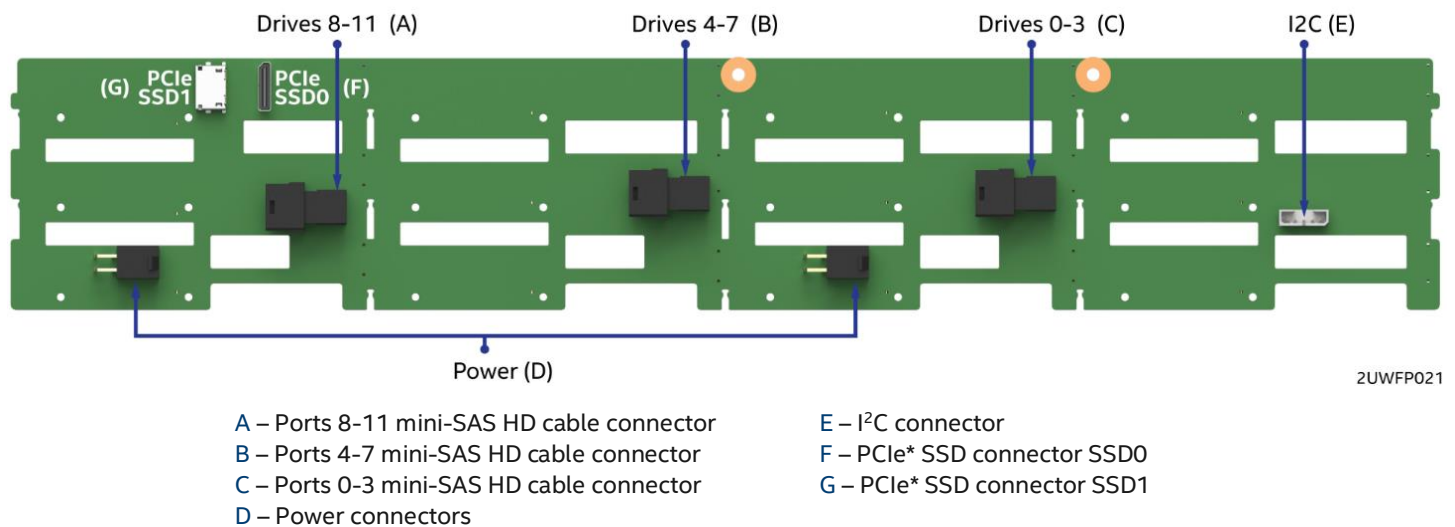 Drives 8-11 (A)
Drives 4-7 (B)
Drives 0-3 (C)
I2C (E)
(G) PCIe SSD1
PCIe SSD0 (F)
Power (D)
2UWFP021
A – Ports 8-11 mini-SAS HD cable connector
B – Ports 4-7 mini-SAS HD cable connector
C – Ports 0-3 mini-SAS HD cable connector
D – Power connectors
E – I²C connector
F – PCIe* SSD connector SSD0
G – PCIe* SSD connector SSD1